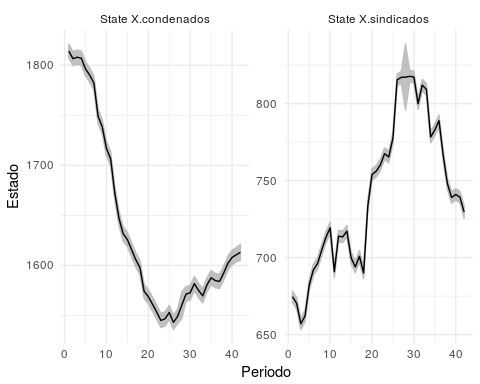 State X.condenados
State X.sindicados
Estado
1800
1700
1600
800
750
700
650
0 10 20 30 40
0 10 20 30 40
Periodo